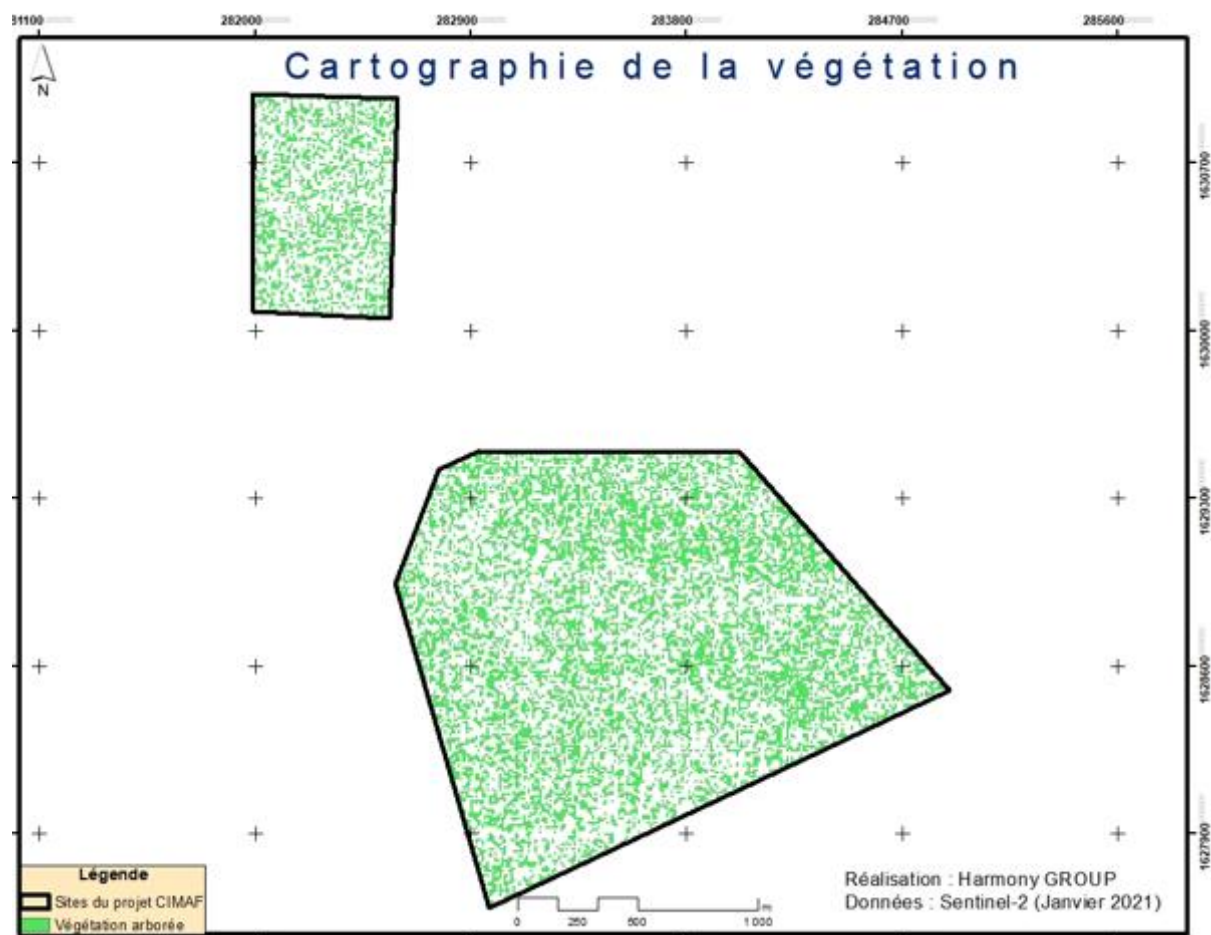 81100 282000 282900 283800 284700 285600
Cartographie de la végétation
N
1630700
1630000
1629300
1628600
1627900
Légende
Sites du projet CIMAF
Végétation arborée
0 250 500 1 000
m
Réalisation : Harmony GROUP
Données : Sentinel-2 (Janvier 2021)